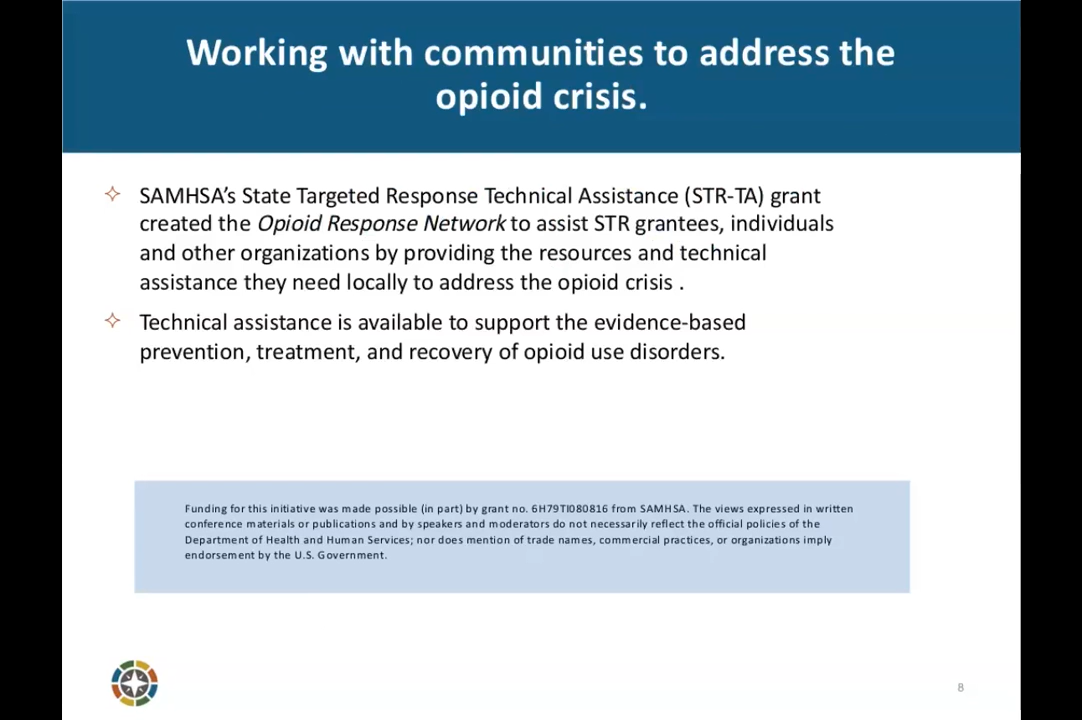 Working with communities to address the
opioid crisis.
SAMHSA's State Targeted Response Technical Assistance (STR-TA) grant
created the Opioid Response Network to assist STR grantees, individuals
and other organizations by providing the resources and technical
assistance they need locally to address the opioid crisis .
Technical assistance is available to support the evidence-based
prevention, treatment, and recovery of opioid use disorders.
Funding for this initiative was made possible (in part) by grant no. 6H79TI080816 from SAMHSA. The views expressed in written
conference materials or publications and by speakers and moderators do not necessarily reflect the official policies of the
Department of Health and Human Services; nor does mention of trade names, commercial practices, or organizations imply
endorsement by the U.S. Government.
8